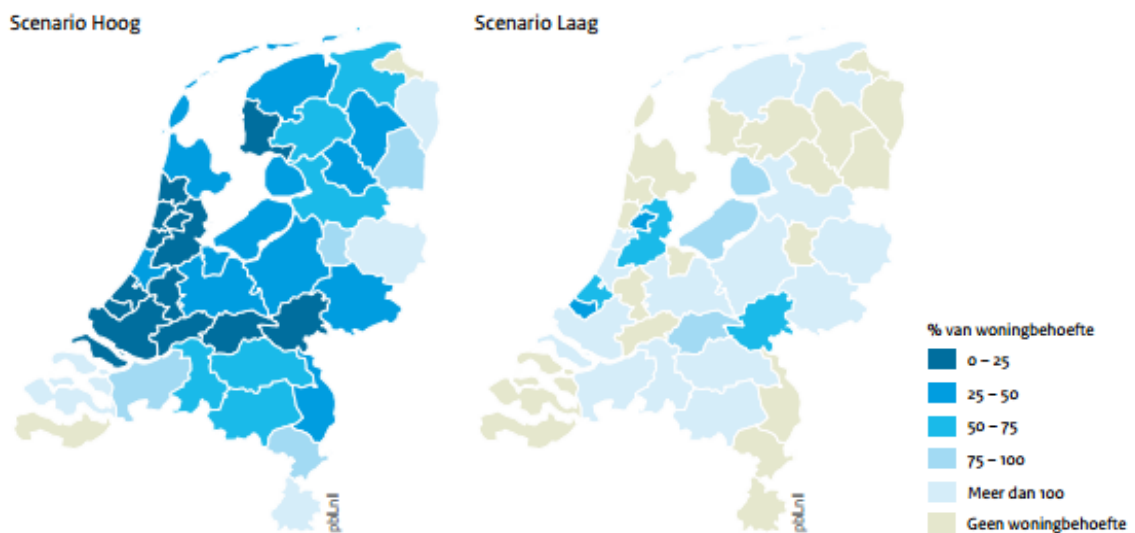 Scenario Hoog
Scenario Laag
% van woningbehoefte
0 – 25
25 – 50
50 – 75
75 – 100
Meer dan 100
Geen woningbehoefte
pbl.nl
pbl.nl